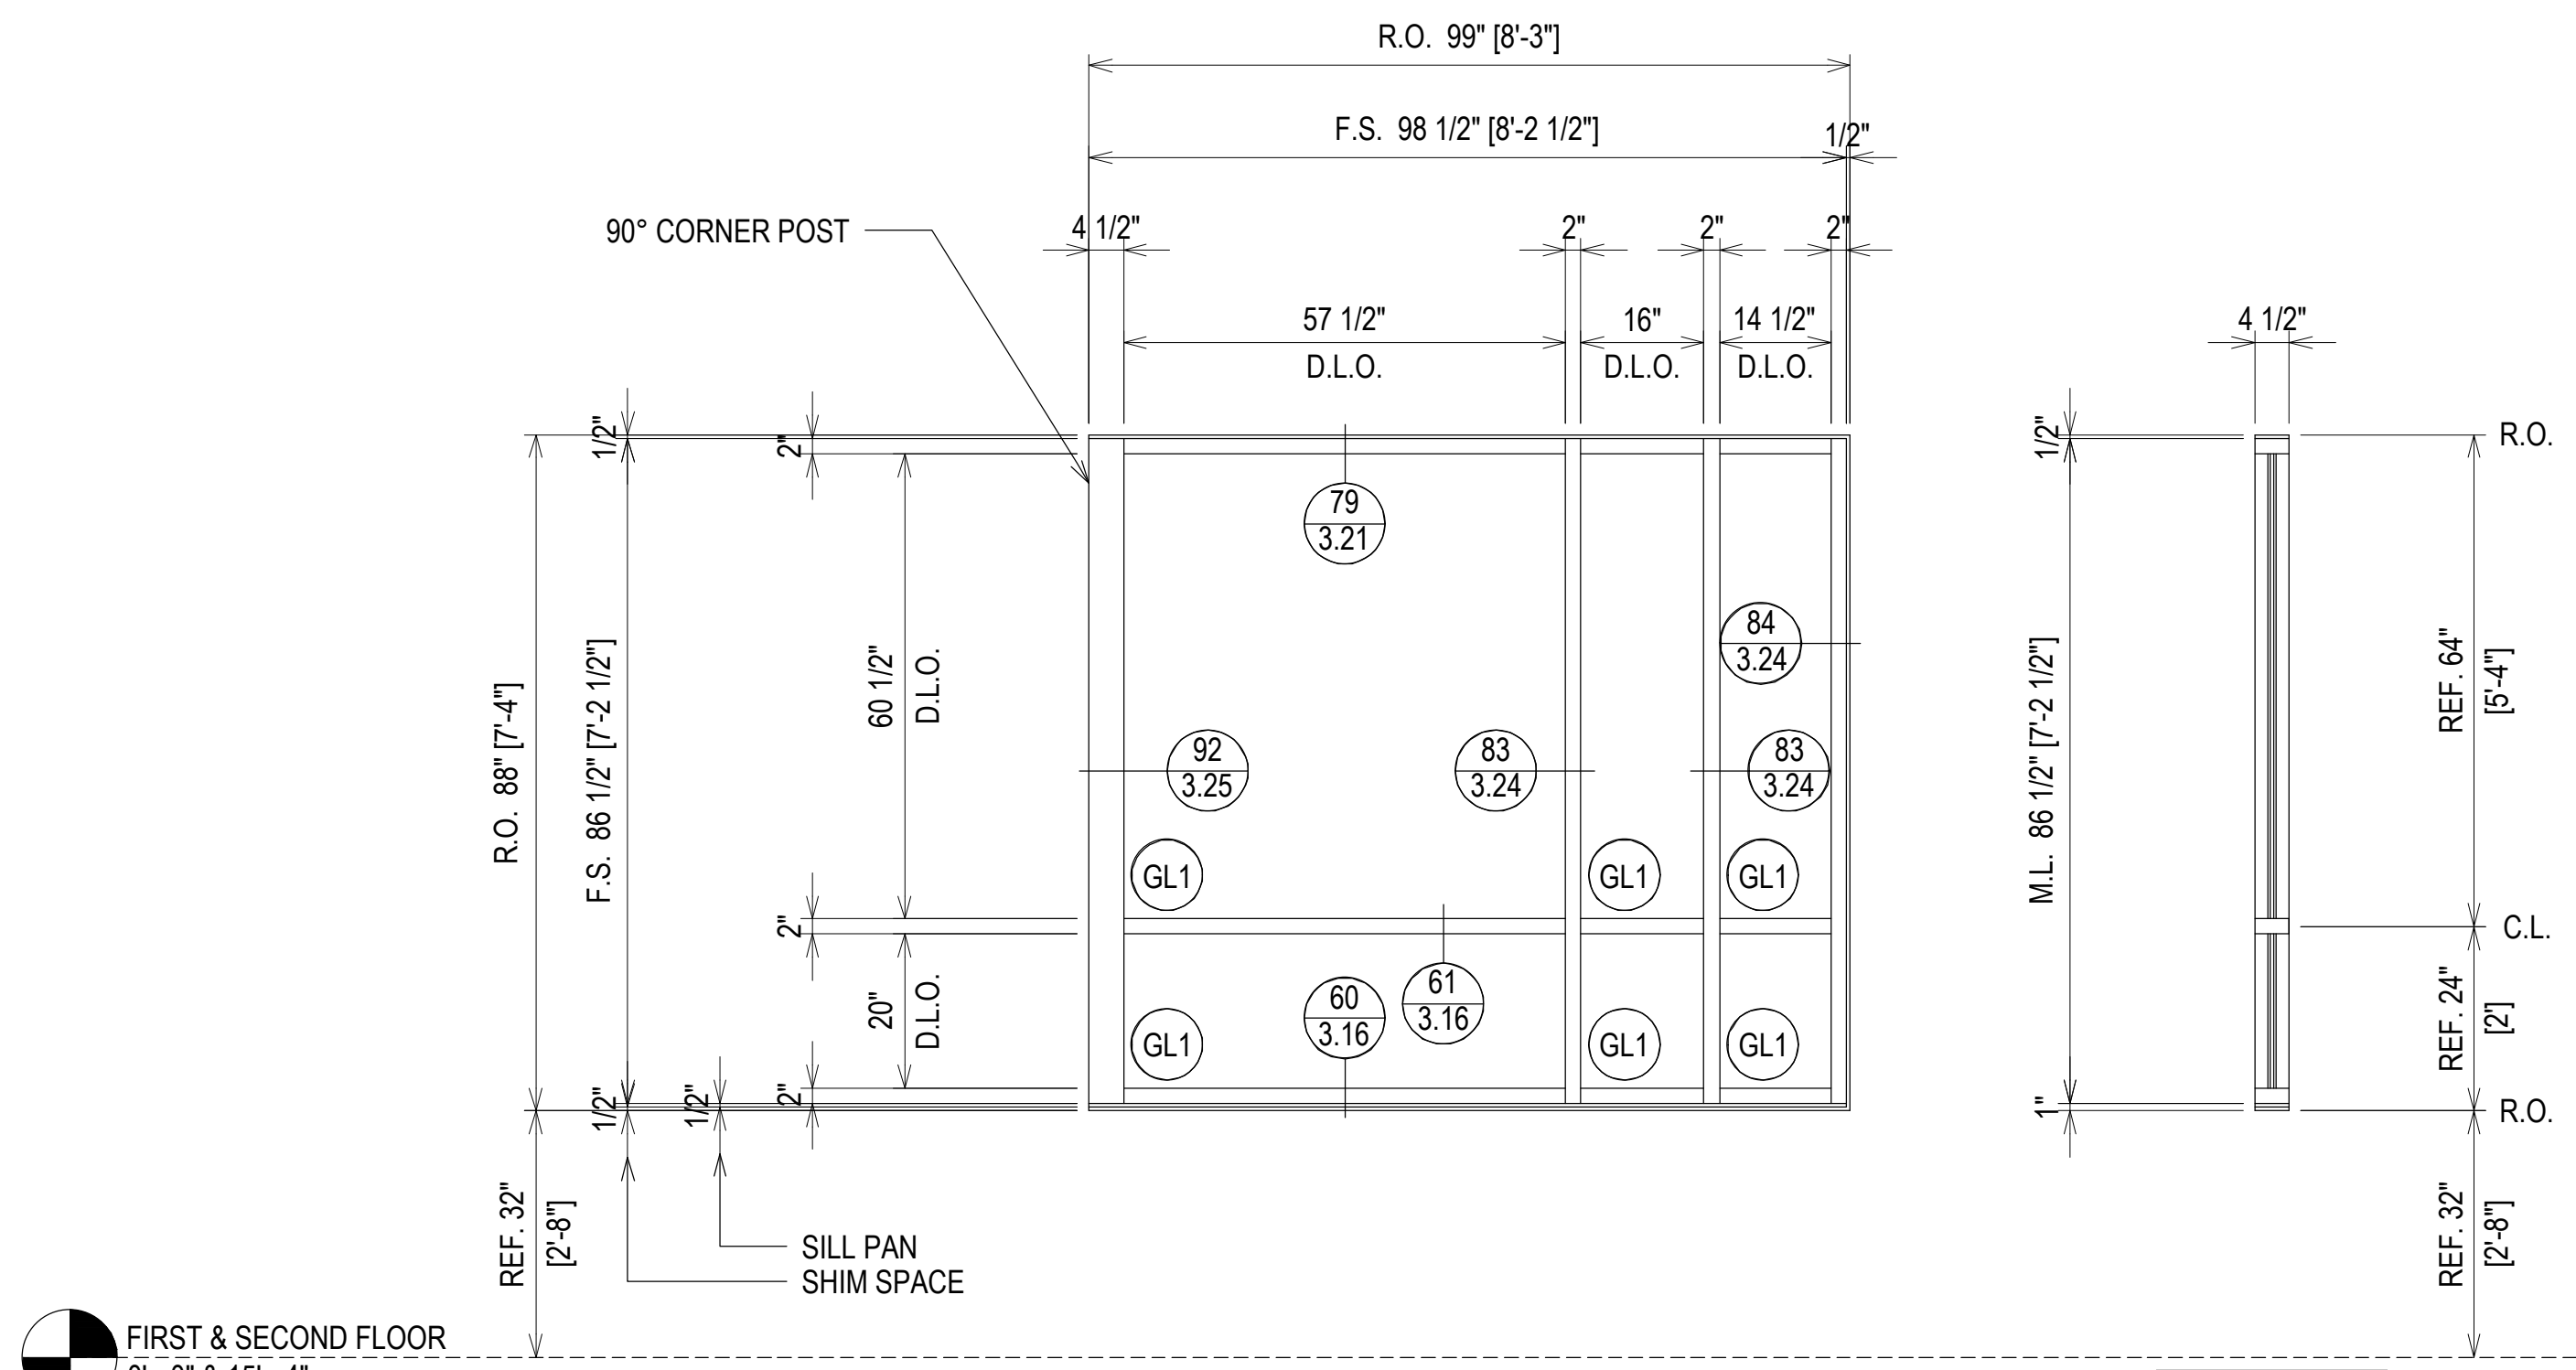 R.O. 99" [8'-3"]
F.S. 98 1/2" [8'-2 1/2"]
1/2"
90° CORNER POST
4 1/2"
2"
2"
2"
57 1/2"
D.L.O.
16"
D.L.O.
14 1/2"
D.L.O.
4 1/2"
1/2"
2"
1/2"
R.O.
79
3.21
R.O. 88" [7'-4"]
F.S. 86 1/2" [7'-2 1/2"]
60 1/2"
D.L.O.
84
3.24
92
3.25
83
3.24
83
3.24
M.L. 86 1/2" [7'-2 1/2"]
REF. 64"
[5'-4"]
GL1
GL1
GL1
2"
C.L.
20"
D.L.O.
60
3.16
61
3.16
GL1
GL1
GL1
REF. 24"
[2"]
1/2"
1/2"
2"
1"
R.O.
REF. 32"
[2'-8"]
SILL PAN
SHIM SPACE
REF. 32"
[2'-8"]
FIRST & SECOND FLOOR